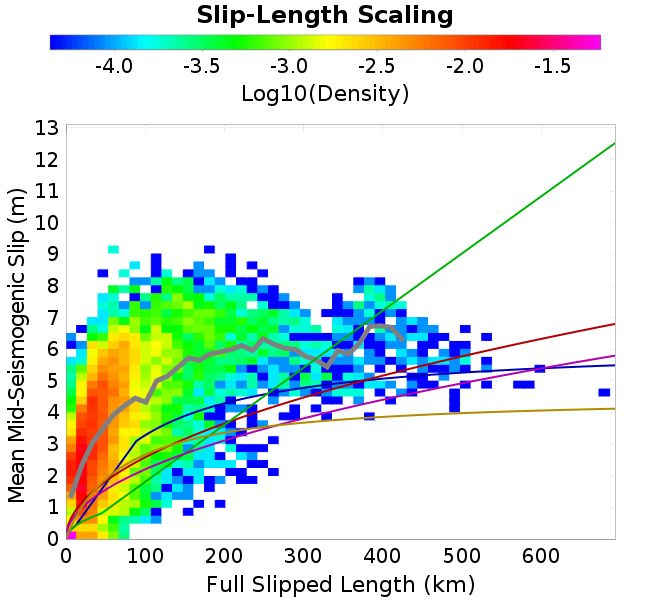 Slip-Length Scaling
-4.0 -3.5 -3.0 -2.5 -2.0 -1.5
Log10(Density)
13
12
11
10
9
8
7
6
5
4
3
2
1
0
Mean Mid-Seismogenic Slip (m)
0 100 200 300 400 500 600
Full Slipped Length (km)